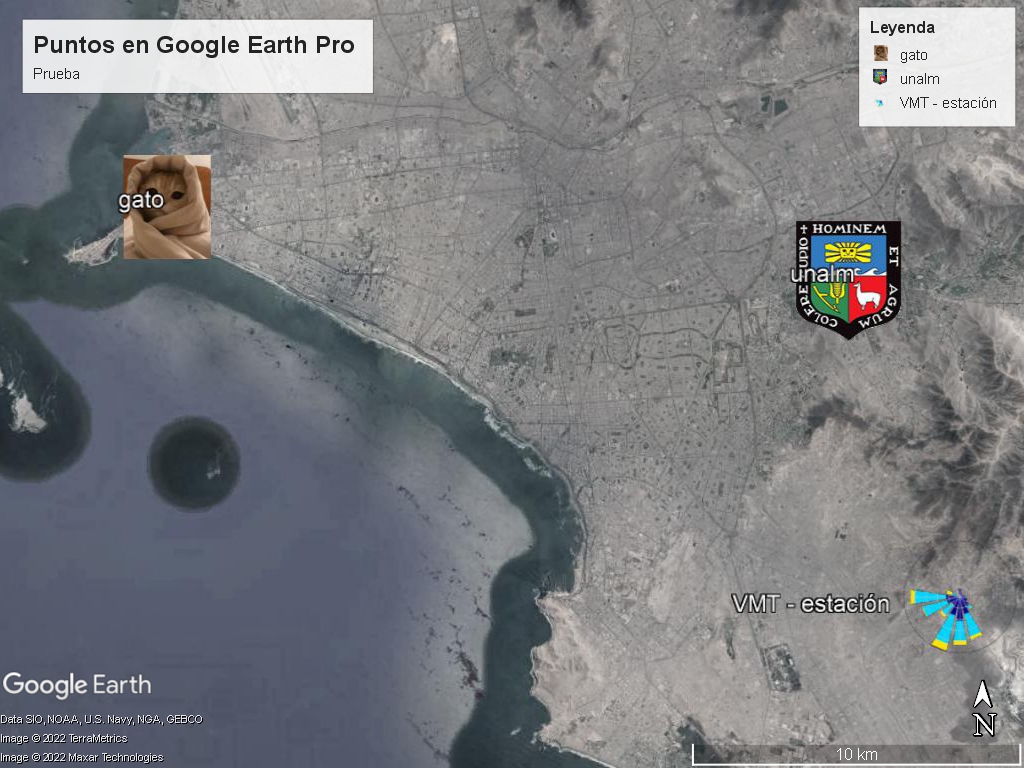 Puntos en Google Earth Pro
Prueba
Leyenda
gato
unalm
VMT - estación
gato
✝ HOMINEM
ET
AGRUM
COLERE
STUDIO
unalm
VMT - estación
Google Earth
Data SIO, NOAA, U.S. Navy, NGA, GEBCO
Image © 2022 TerraMetrics
Image © 2022 Maxar Technologies
N
10 km